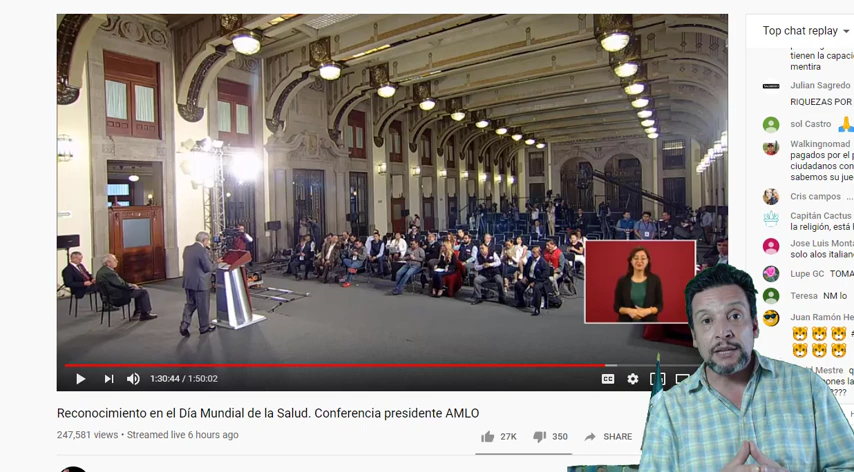 Top chat replay
tienen la capaci
mentira
Julian Sagredo
RIQUEZAS POR
sol Castro
Walkingnomad
pagados por el p
ciudadanos con
sabemos su jue
Cris campos ...
Capitán Cactus
la religión, está l
Jose Luis Monta
solo alos italian
Lupe GC TOMA
Teresa NM lo
Juan Ramón He
Mestre
1:30:44 / 1:50:02
CC
Reconocimiento en el Día Mundial de la Salud. Conferencia presidente AMLO
247,581 views • Streamed live 6 hours ago
27K
350
SHARE